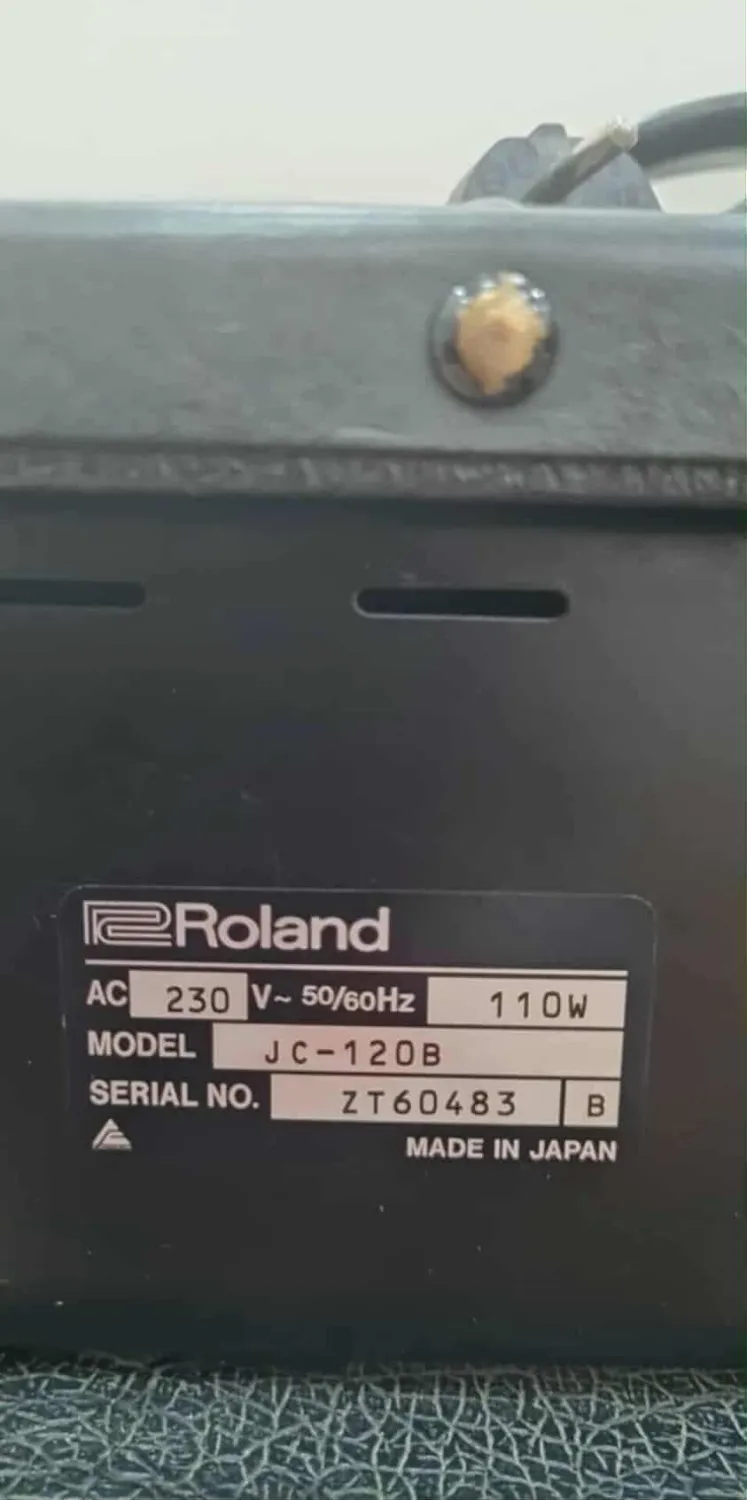 Roland
AC 230 V~ 50/60Hz 110W
MODEL JC-120B
SERIAL NO. ZT60483 B
MADE IN JAPAN